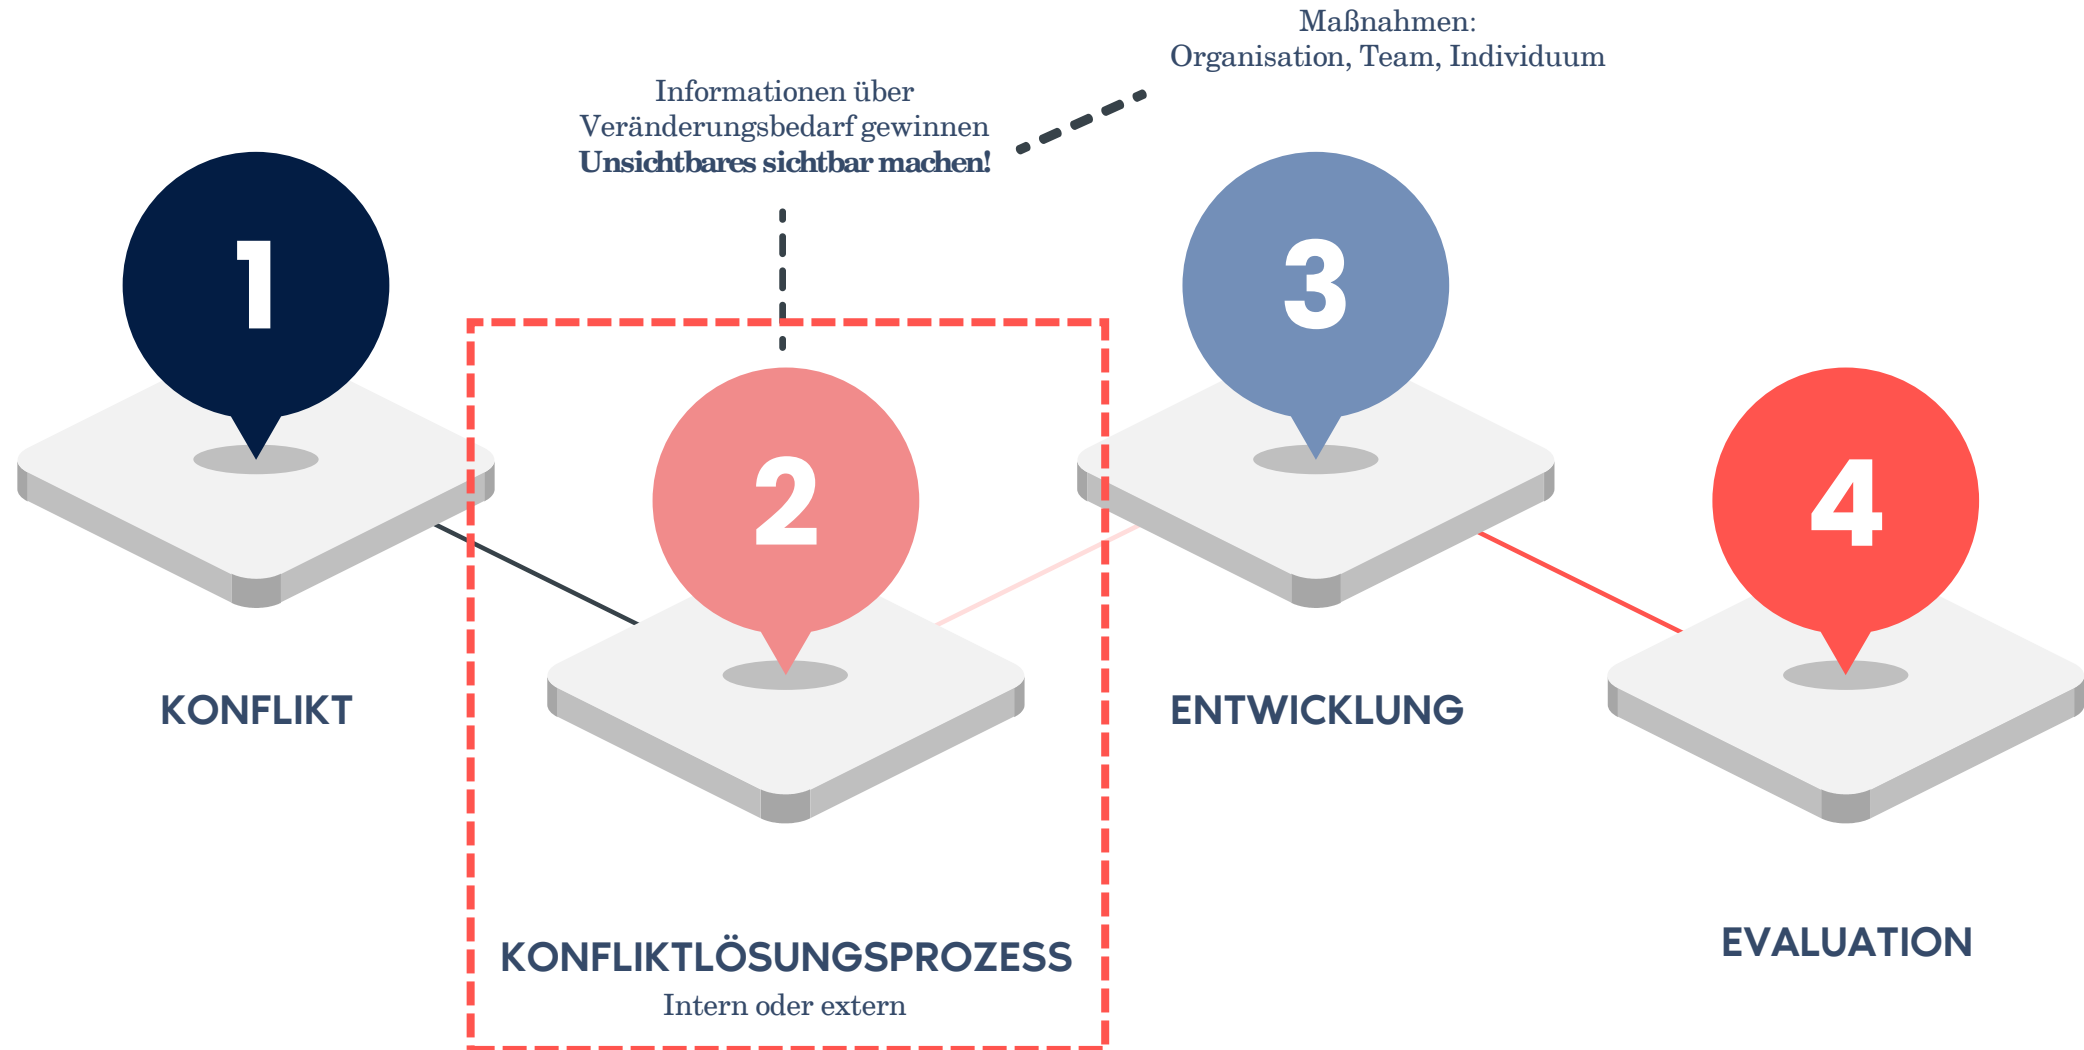 Maßnahmen:
Organisation, Team, Individuum
Informationen über
Veränderungsbedarf gewinnen
Unsichtbares sichtbar machen!
1
2
3
4
KONFLIKT
KONFLIKTLÖSUNGSPROZESS
Intern oder extern
ENTWICKLUNG
EVALUATION